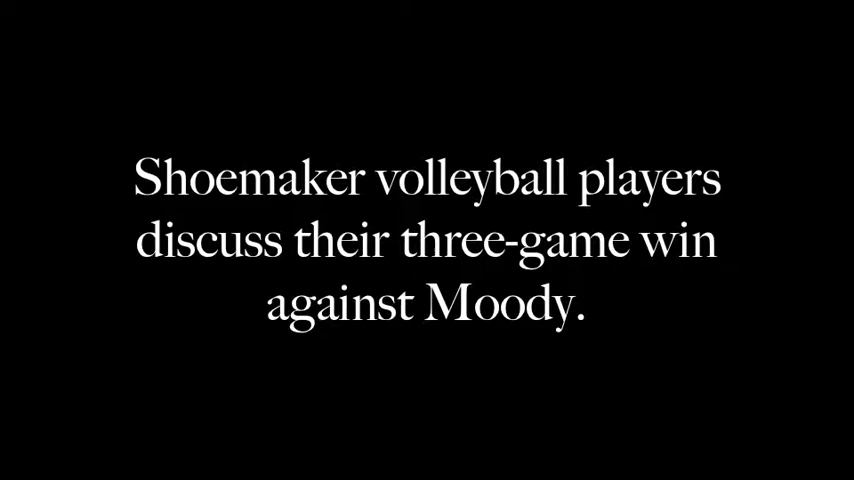 Shoemaker volleyball players
discuss their three-game win
against Moody.